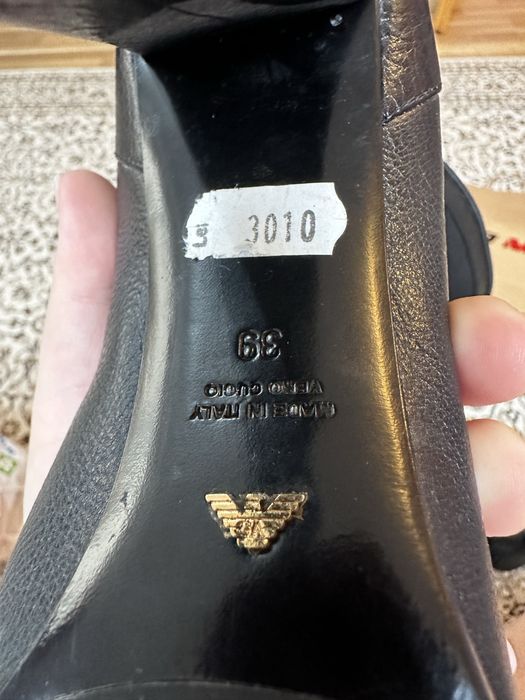 3010
39
MADE IN ITALY
VERO CUOIO